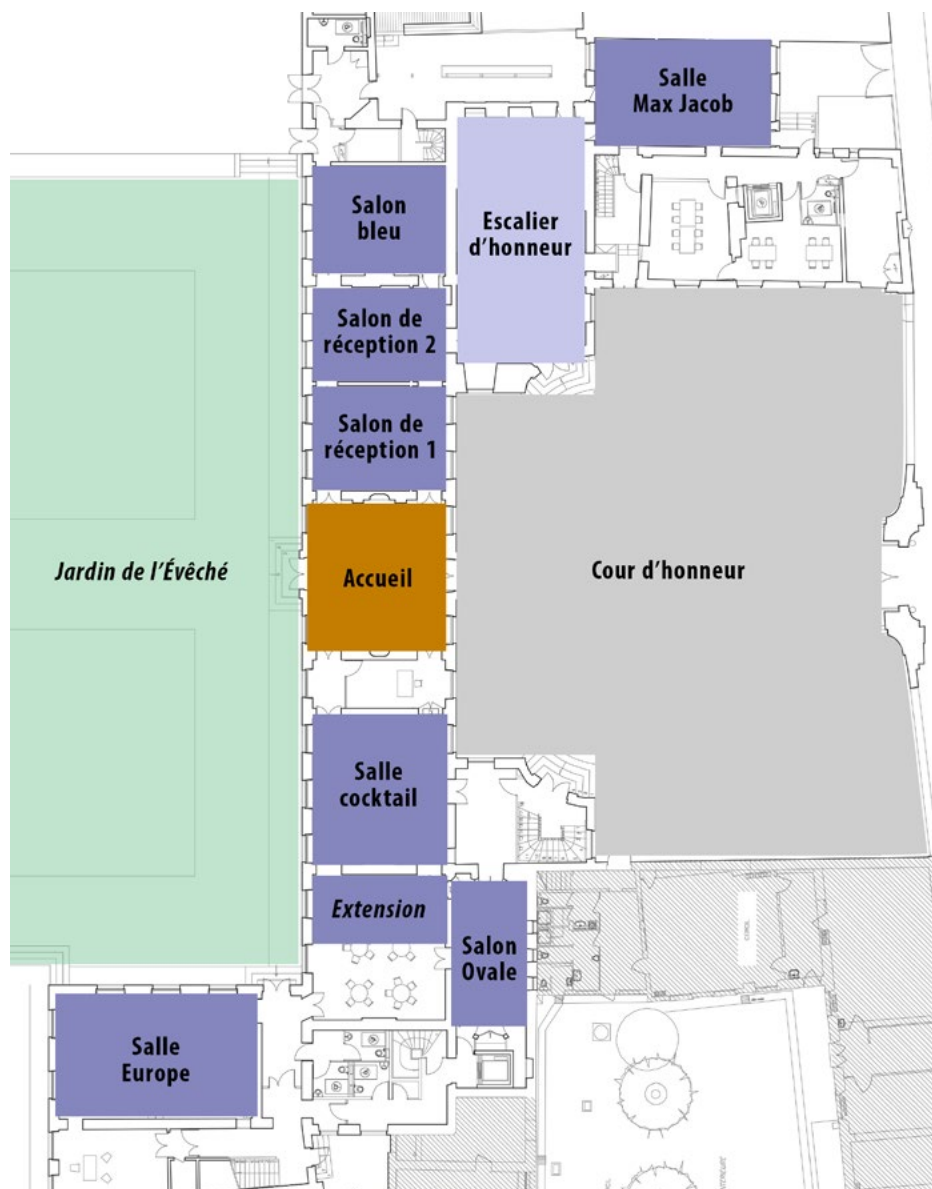 Salle
Max Jacob
Salon
bleu
Escalier
d’honneur
Salon de
réception 2
Salon de
réception 1
Jardin de l’Évêché
Accueil
Cour d’honneur
Salle
cocktail
Extension
Salon
Ovale
Salle
Europe